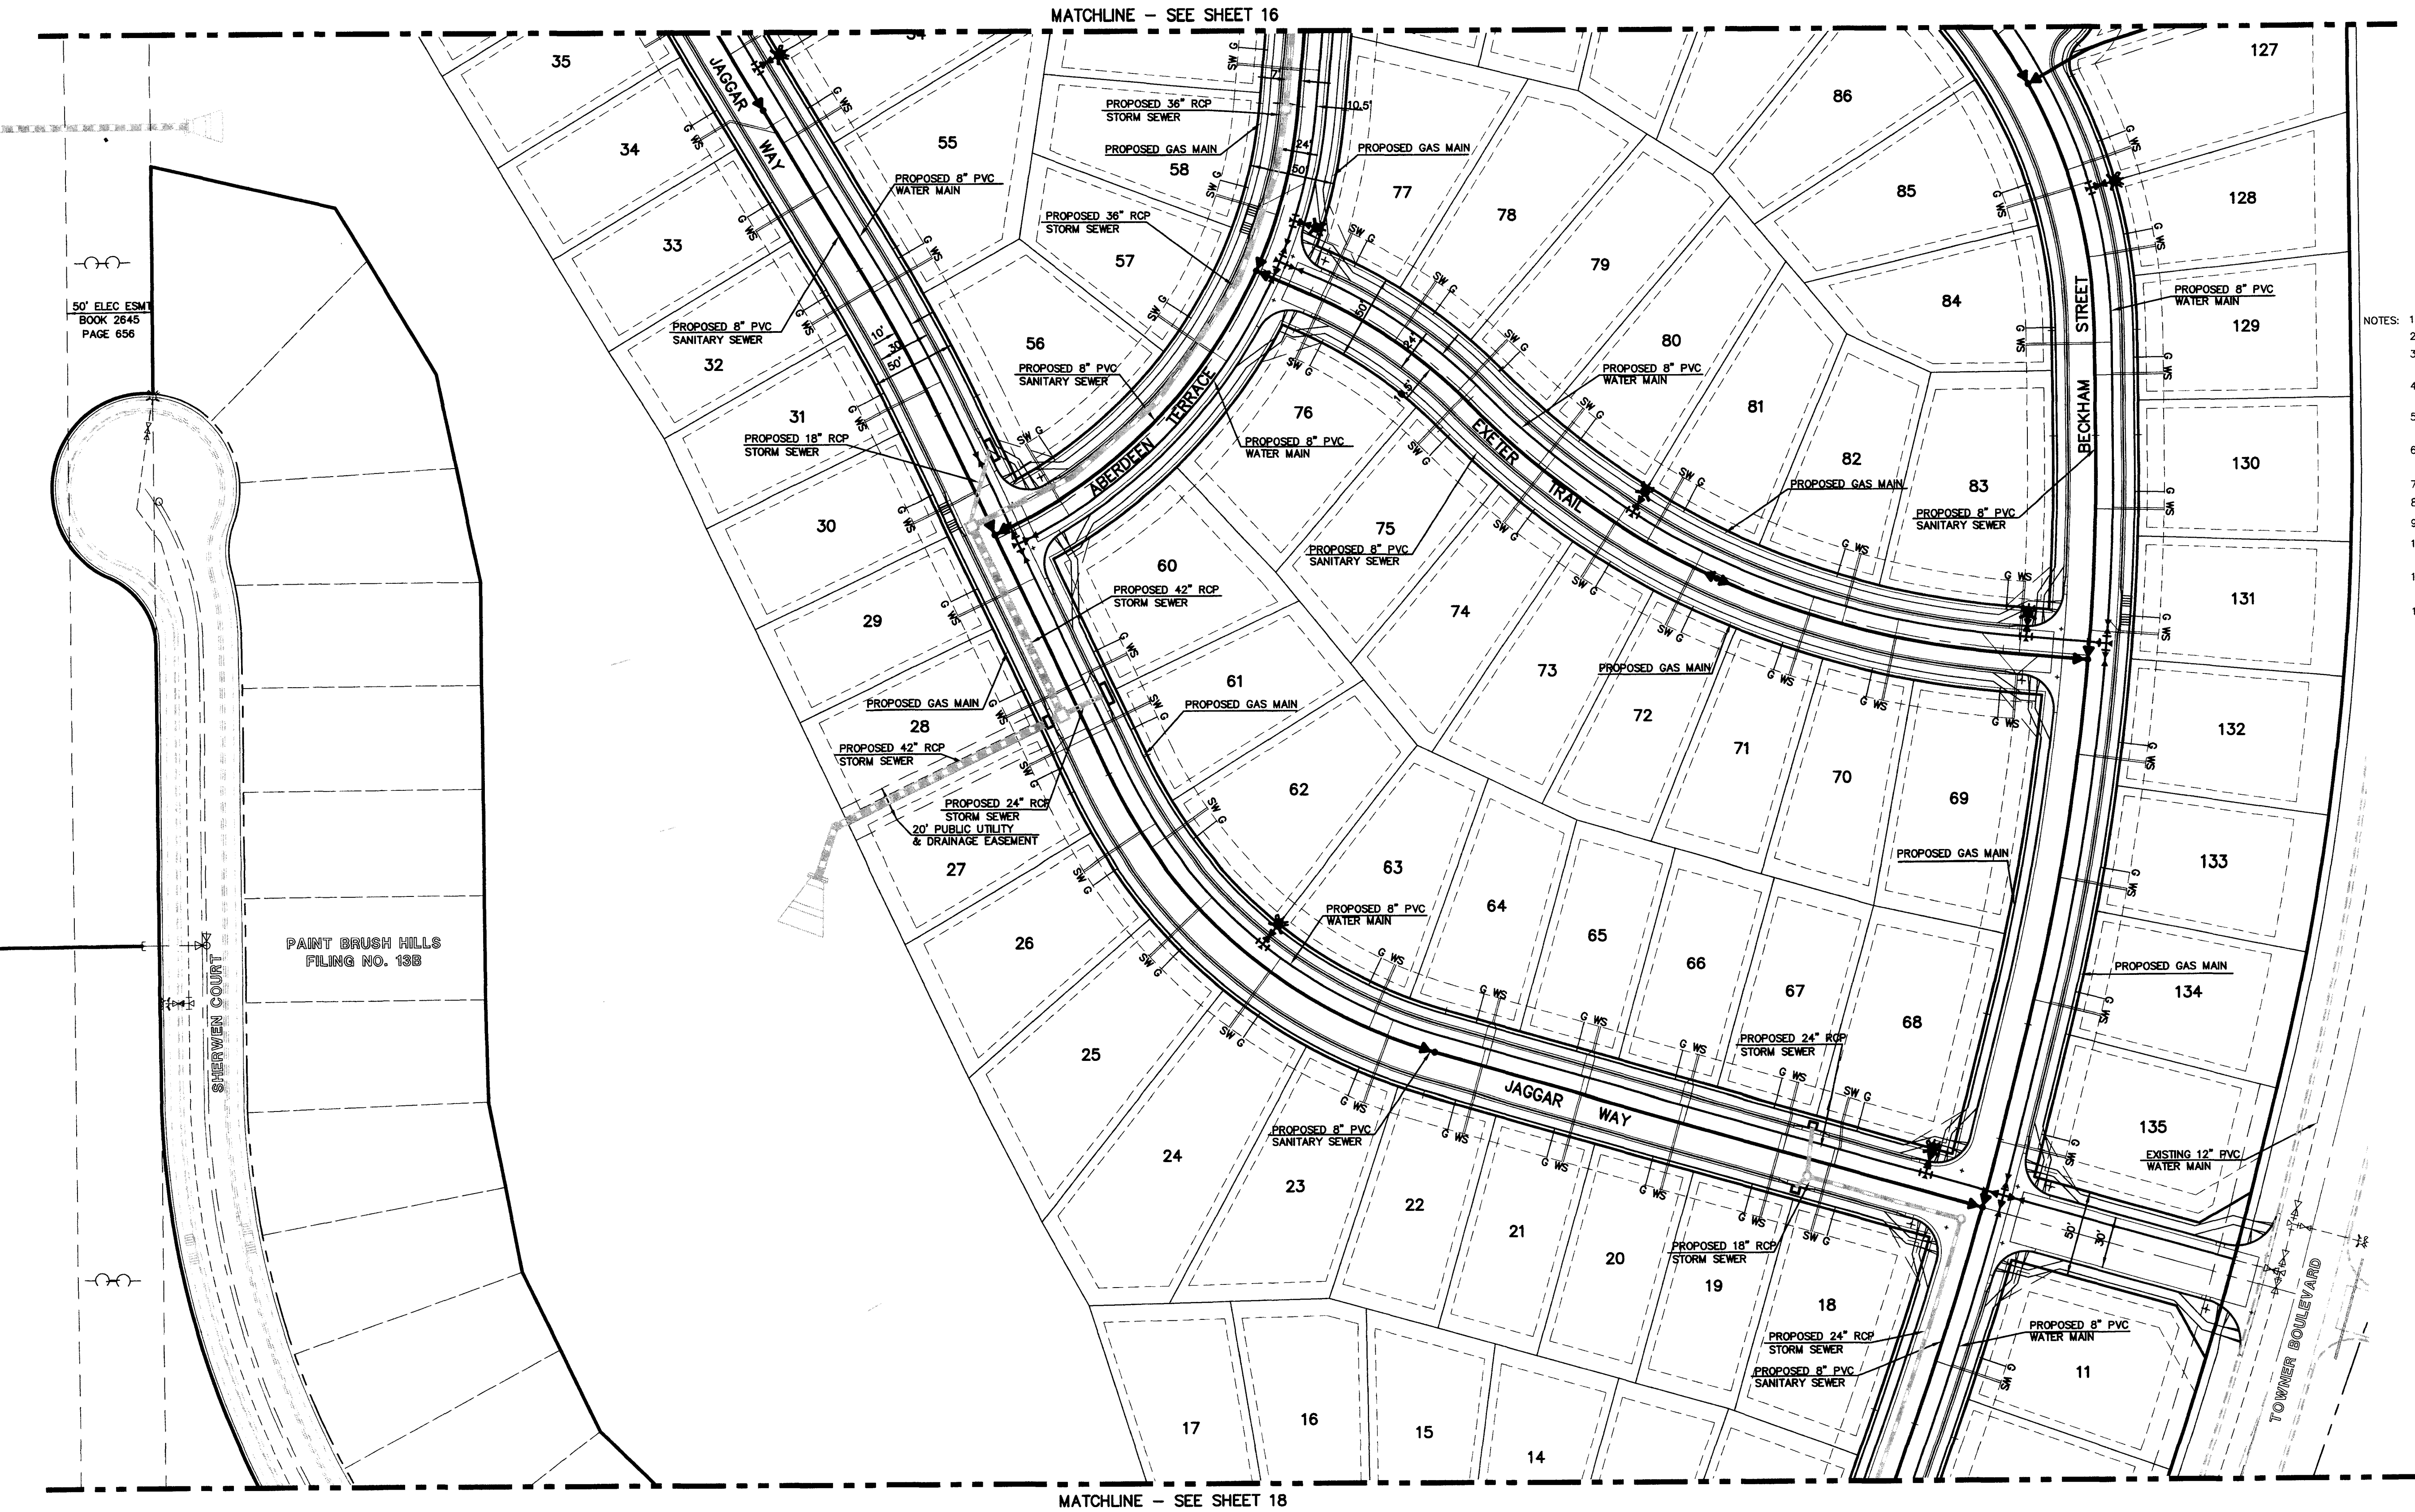 MATCHLINE – SEE SHEET 16
35
34
127
JAGGAR
WAY
G WS
SW G
PROPOSED 36" RCP
STORM SEWER
7'
10.5'
PROPOSED GAS MAIN
24'
50'
PROPOSED GAS MAIN
86
34
55
58
77
78
85
128
PROPOSED 8" PVC
WATER MAIN
PROPOSED 36" RCP
STORM SEWER
33
57
79
84
50' ELEC ESMT
BOOK 2645
PAGE 656
PROPOSED 8" PVC
WATER MAIN
129
NOTES:
PROPOSED 8" PVC
SANITARY SEWER
10'
30'
50'
32
56
50'
24'
10.5'
80
BECKHAM STREET
PROPOSED 8" PVC
SANITARY SEWER
PROPOSED 8" PVC
WATER MAIN
31
PROPOSED 18" RCP
STORM SEWER
ABERDEEN TERRACE
76
PROPOSED 8" PVC
WATER MAIN
81
EXETER
TRAIL
82
83
130
PROPOSED GAS MAIN
PROPOSED 8" PVC
SANITARY SEWER
30
75
PROPOSED 8" PVC
SANITARY SEWER
60
PROPOSED 42" RCP
STORM SEWER
29
74
131
61
73
PROPOSED GAS MAIN
PROPOSED GAS MAIN
PROPOSED GAS MAIN
28
72
71
132
PROPOSED 42" RCP
STORM SEWER
62
70
69
PROPOSED 24" RCP
STORM SEWER
20' PUBLIC UTILITY
& DRAINAGE EASEMENT
27
63
PROPOSED GAS MAIN
133
PAINT BRUSH HILLS
FILING NO. 13B
SHERWEN COURT
26
PROPOSED 8" PVC
WATER MAIN
64
65
66
67
68
PROPOSED GAS MAIN
134
25
PROPOSED 24" RCP
STORM SEWER
JAGGAR
WAY
PROPOSED 8" PVC
SANITARY SEWER
24
135
EXISTING 12" PVC
WATER MAIN
23
22
21
20
19
18
PROPOSED 18" RCP
STORM SEWER
50'
30'
PROPOSED 24" RCP
STORM SEWER
PROPOSED 8" PVC
SANITARY SEWER
PROPOSED 8" PVC
WATER MAIN
11
TOWNER BOULEVARD
17
16
15
14
MATCHLINE – SEE SHEET 18